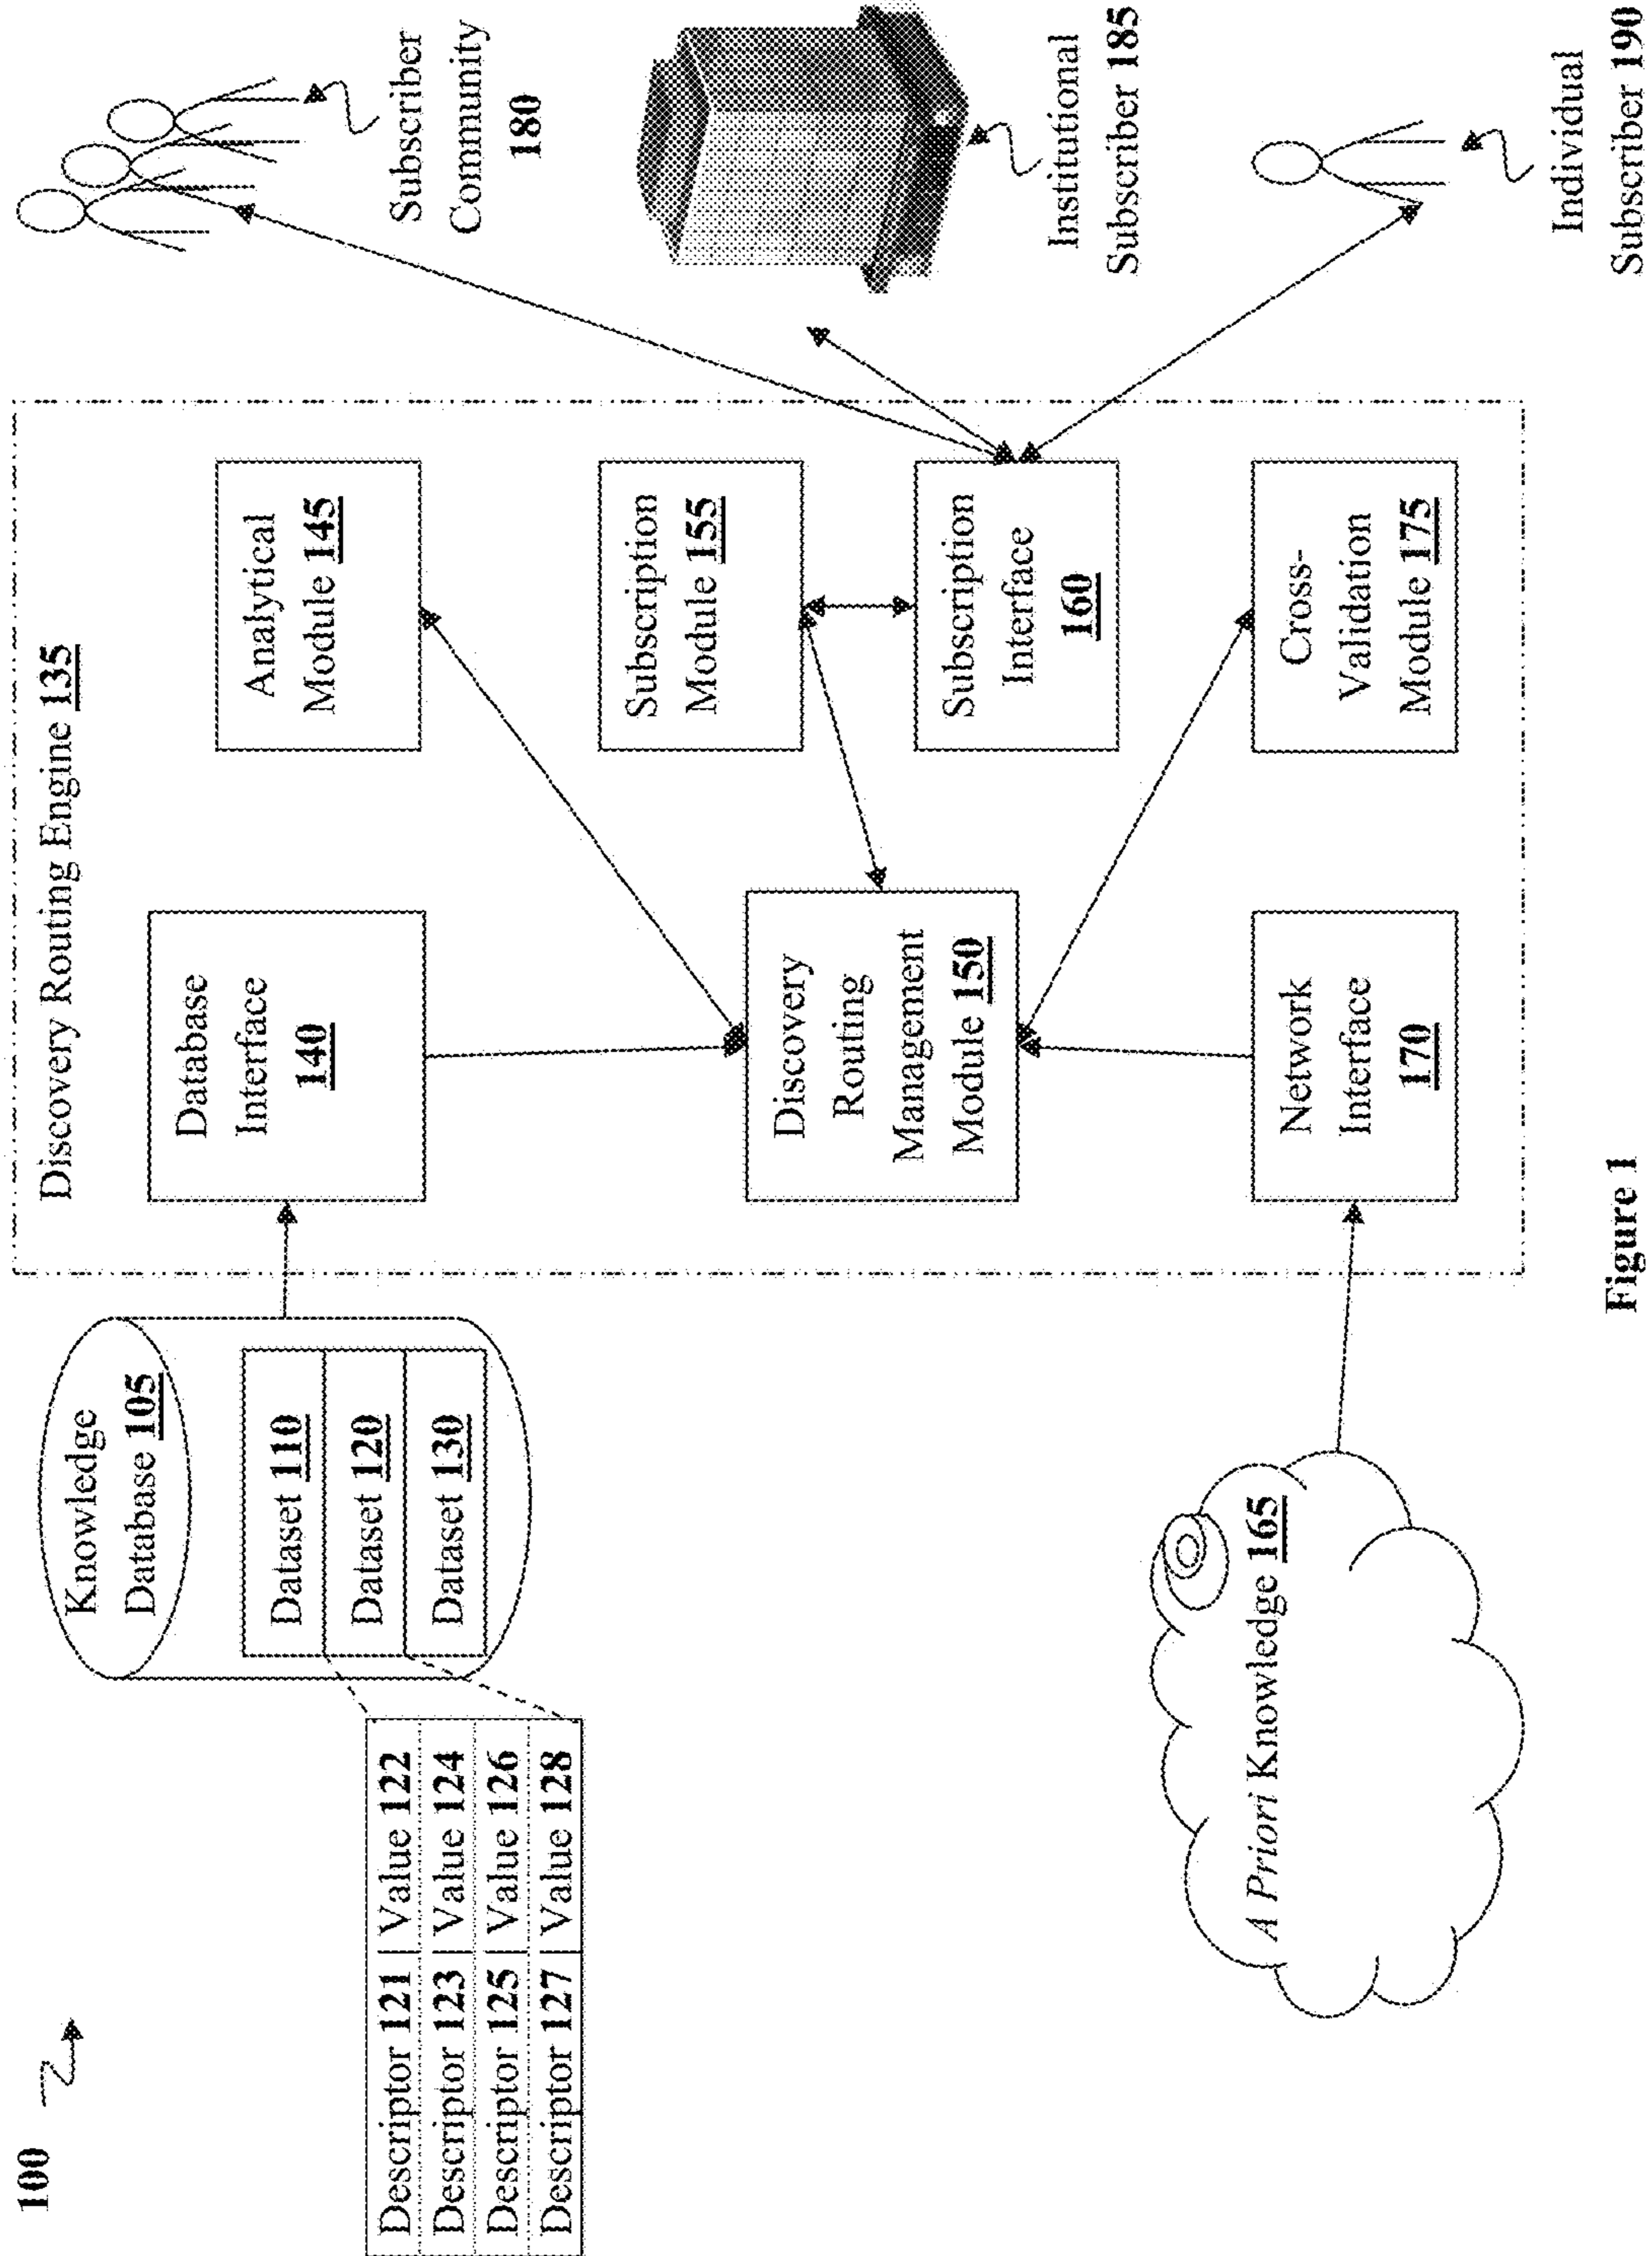 100
Descriptor 121 Value 122
Descriptor 123 Value 124
Descriptor 125 Value 126
Descriptor 127 Value 128
Knowledge
Database 105
Dataset 110
Dataset 120
Dataset 130
A Priori Knowledge 165
Discovery Routing Engine 135
Database
Interface
140
Discovery
Routing
Management
Module 150
Network
Interface
170
Analytical
Module 145
Subscription
Module 155
Subscription
Interface
160
Cross-
Validation
Module 175
Subscriber
Community
180
Institutional
Subscriber 185
Individual
Subscriber 190
Figure 1